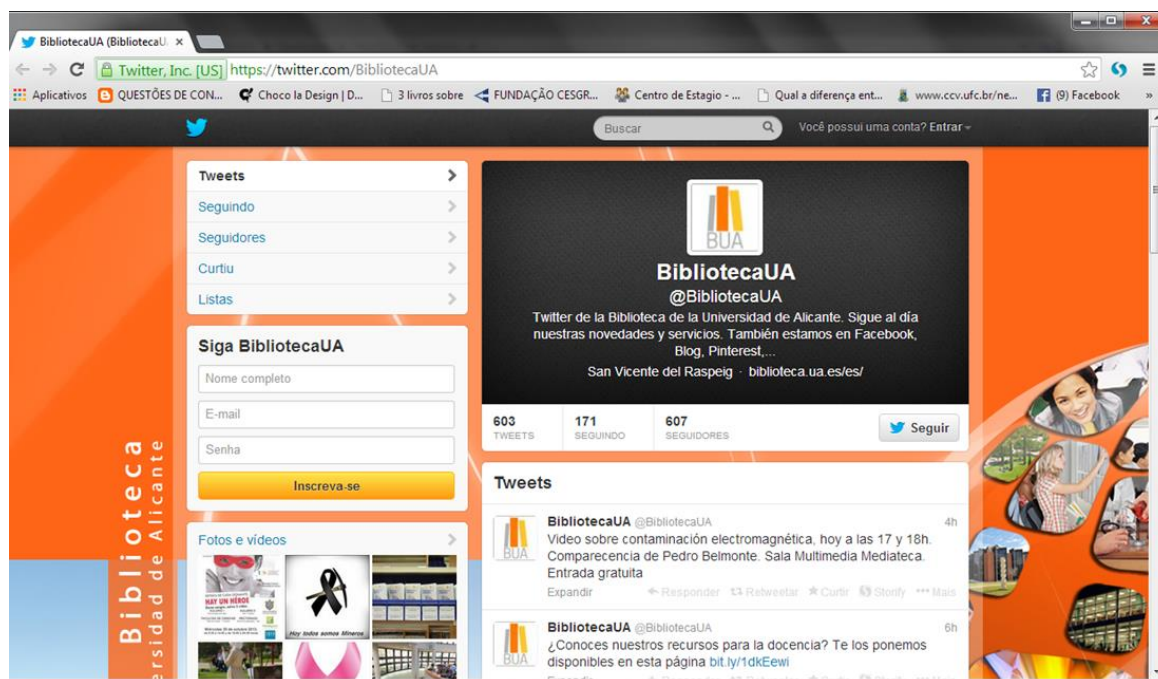 BibliotecaUA (BibliotecaU
Twitter, Inc. [US] https://twitter.com/BibliotecaUA
Aplicativos QUESTÕES DE CON... Choco la Design | D... 3 livros sobre FUNDAÇÃO CESGR... Centro de Estagio - ... Qual a diferença ent... www.ccv.ufc.br/ne... (9) Facebook »
Buscar Você possui uma conta? Entrar
Tweets
Seguindo
Seguidores
Curtiu
Listas
Siga BibliotecaUA
Nome completo
E-mail
Senha
Inscreva-se
Fotos e vídeos
HAY UN HÉROE
Hoy todos somos Mineros
Biblioteca
ersidad de Alicante
BUA
BibliotecaUA
@BibliotecaUA
Twitter de la Biblioteca de la Universidad de Alicante. Sigue al día
nuestras novedades y servicios. También estamos en Facebook,
Blog, Pinterest,...
San Vicente del Raspeig · biblioteca.ua.es/es/
603 171 607
TWEETS SEGUINDO SEGUIDORES
Seguir
Tweets
BUA
BibliotecaUA @BibliotecaUA 4h
Video sobre contaminación electromagnética, hoy a las 17 y 18h.
Comparecencia de Pedro Belmonte. Sala Multimedia Mediateca.
Entrada gratuita
Expandir Responder Retweetar Curtir Storify Mais
BUA
BibliotecaUA @BibliotecaUA 6h
¿Conoces nuestros recursos para la docencia? Te los ponemos
disponibles en esta página bit.ly/1dkEewi